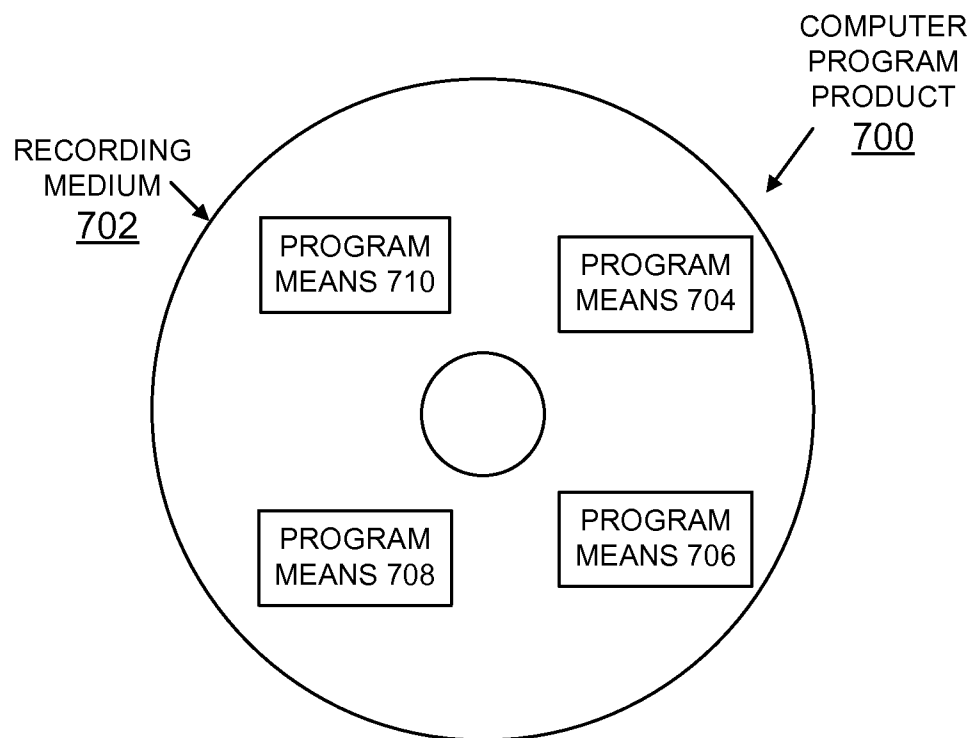 COMPUTER
PROGRAM
PRODUCT
700
RECORDING
MEDIUM
702
PROGRAM
MEANS 710
PROGRAM
MEANS 704
PROGRAM
MEANS 708
PROGRAM
MEANS 706